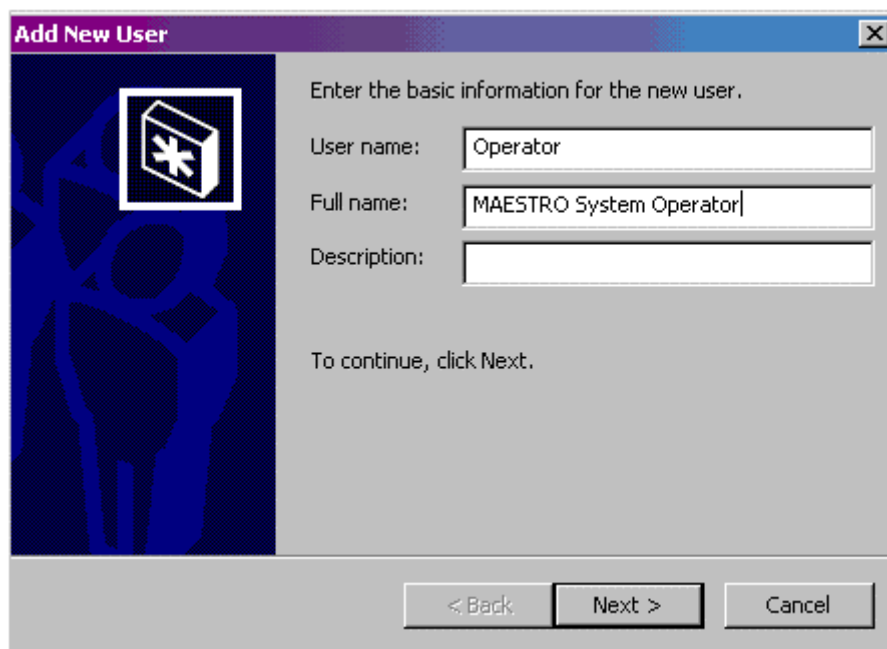 Add New User
Enter the basic information for the new user.
User name: Operator
Full name: MAESTRO System Operator
Description:
To continue, click Next.
< Back Next > Cancel